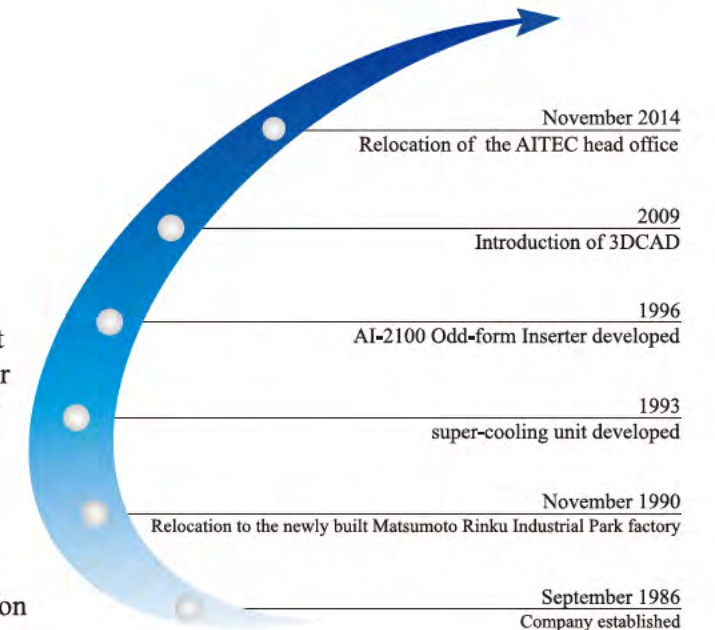 November 2014
Relocation of the AITEC head office
2009
Introduction of 3DCAD
1996
AI-2100 Odd-form Inserter developed
1993
super-cooling unit developed
November 1990
Relocation to the newly built Matsumoto Rinku Industrial Park factory
September 1986
Company established